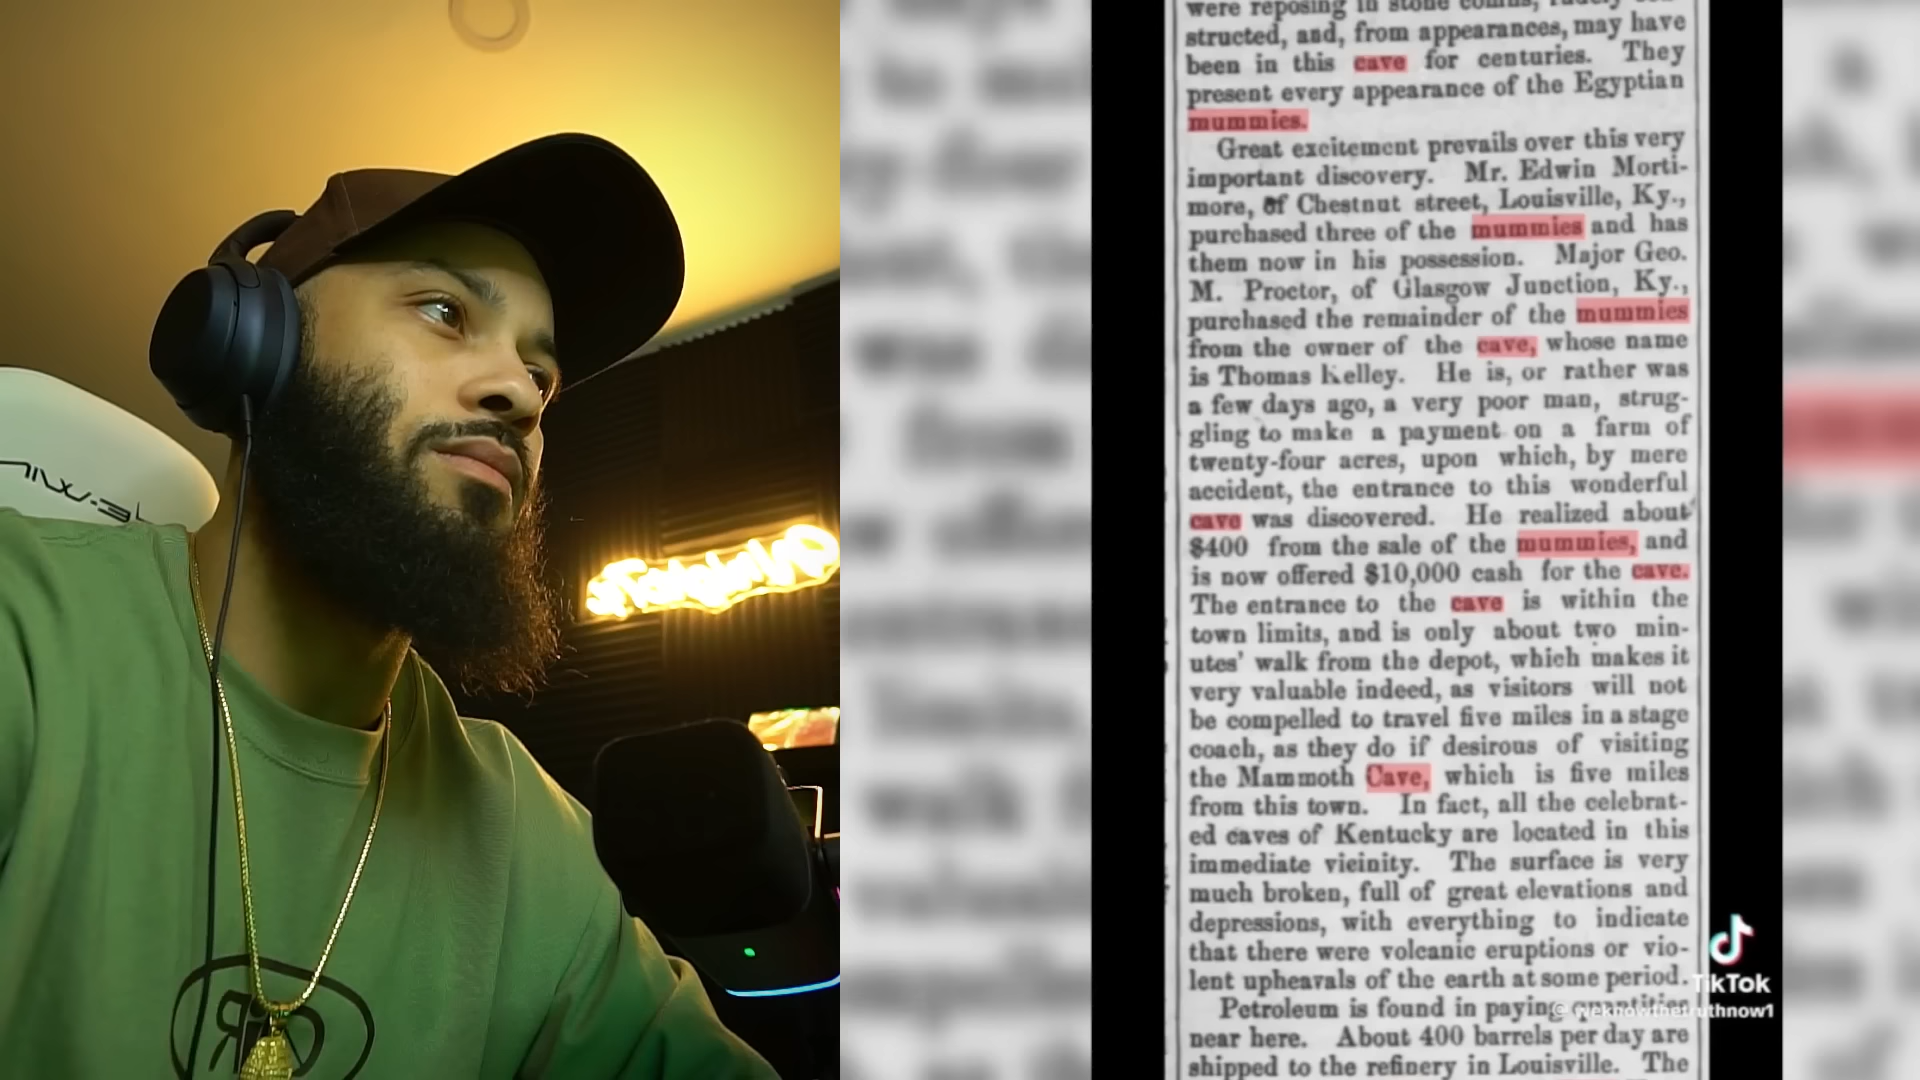 were reposing in stone coffins, rudely con-
structed, and, from appearances, may have
been in this cave for centuries. They
present every appearance of the Egyptian
mummies.
Great excitement prevails over this very
important discovery. Mr. Edwin Morti-
more, of Chestnut street, Louisville, Ky.,
purchased three of the mummies and has
them now in his possession. Major Geo.
M. Proctor, of Glasgow Junction, Ky.,
purchased the remainder of the mummies
from the owner of the cave, whose name
is Thomas Kelley. He is, or rather was
a few days ago, a very poor man, strug-
gling to make a payment on a farm of
twenty-four acres, upon which, by mere
accident, the entrance to this wonderful
cave was discovered. He realized about
$400 from the sale of the mummies, and
is now offered $10,000 cash for the cave.
The entrance to the cave is within the
town limits, and is only about two min-
utes' walk from the depot, which makes it
very valuable indeed, as visitors will not
be compelled to travel five miles in a stage
coach, as they do if desirous of visiting
the Mammoth Cave, which is five miles
from this town. In fact, all the celebrat-
ed caves of Kentucky are located in this
immediate vicinity. The surface is very
much broken, full of great elevations and
depressions, with everything to indicate
that there were volcanic eruptions or vio-
lent upheavals of the earth at some period.
Petroleum is found in paying quantities
near here. About 400 barrels per day are
shipped to the refinery in Louisville. The
TikTok
@weknowthetruthnow1